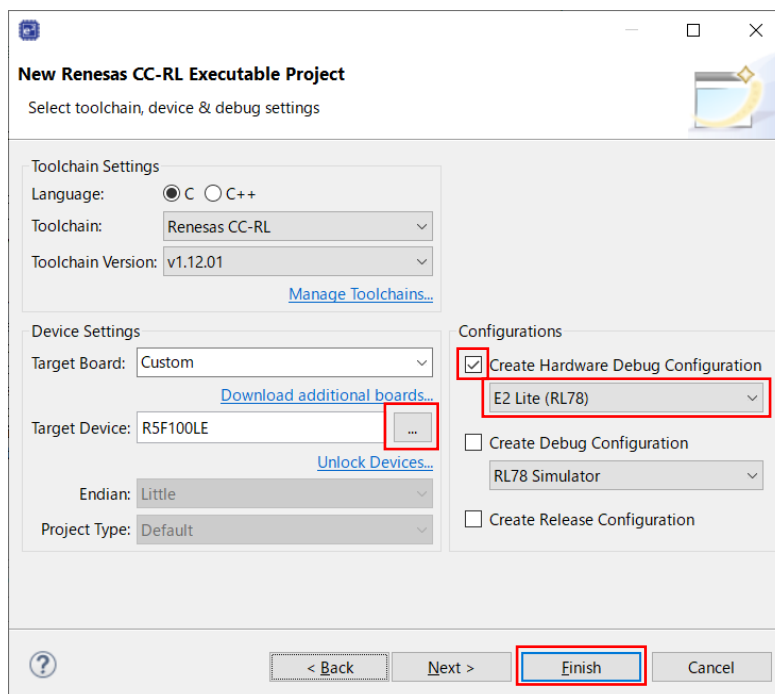 New Renesas CC-RL Executable Project
Select toolchain, device & debug settings
Toolchain Settings
Language: C C++
Toolchain: Renesas CC-RL
Toolchain Version: v1.12.01
Manage Toolchains...
Device Settings
Target Board: Custom
Download additional boards...
Target Device: R5F100LE ...
Unlock Devices...
Endian: Little
Project Type: Default
Configurations
Create Hardware Debug Configuration
E2 Lite (RL78)
Create Debug Configuration
RL78 Simulator
Create Release Configuration
? < Back Next > Finish Cancel